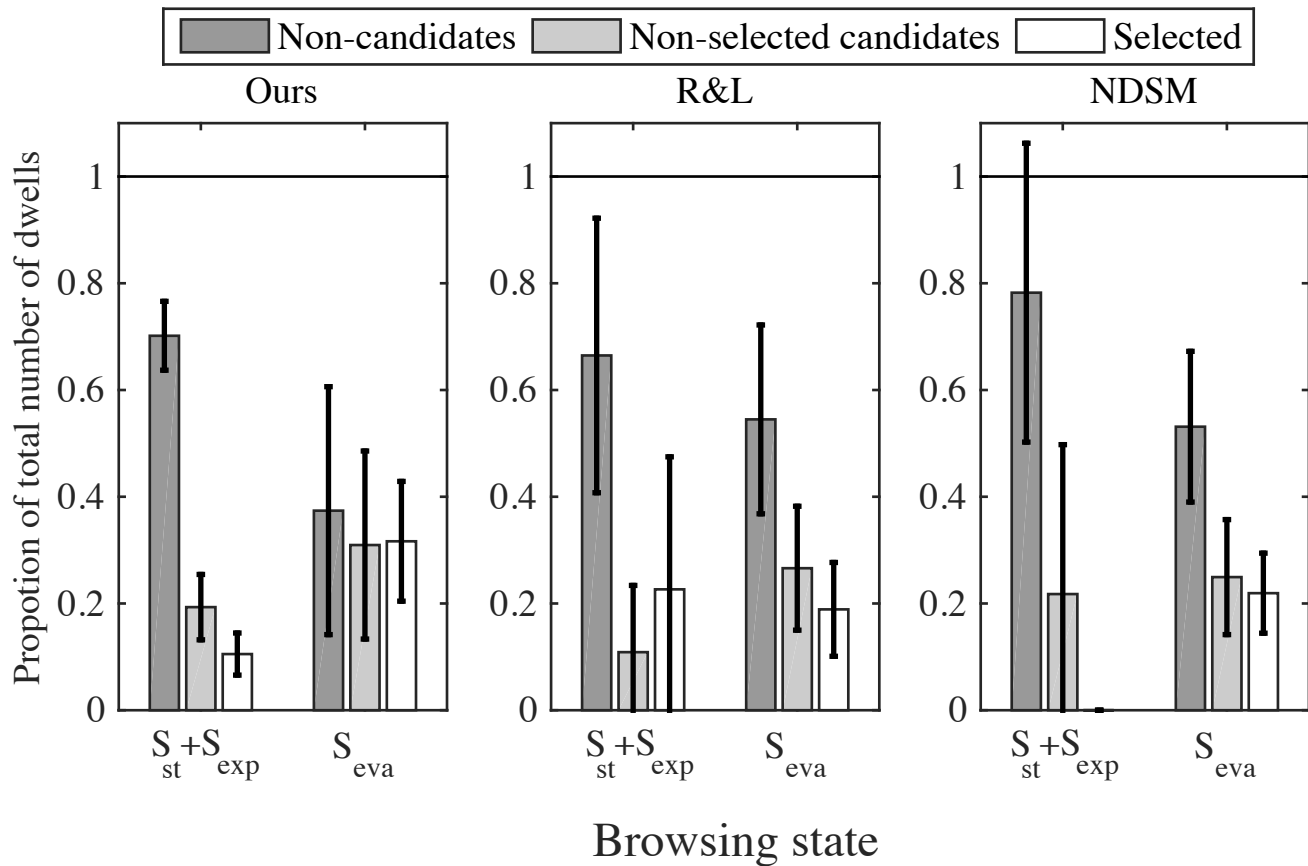 Non-candidates Non-selected candidates Selected
Ours R&L NDSM
Propotion of total number of dwells
1 1 1
0.8 0.8 0.8
0.6 0.6 0.6
0.4 0.4 0.4
0.2 0.2 0.2
0 0 0
S st +S exp S eva S st +S exp S eva S st +S exp S eva
Browsing state